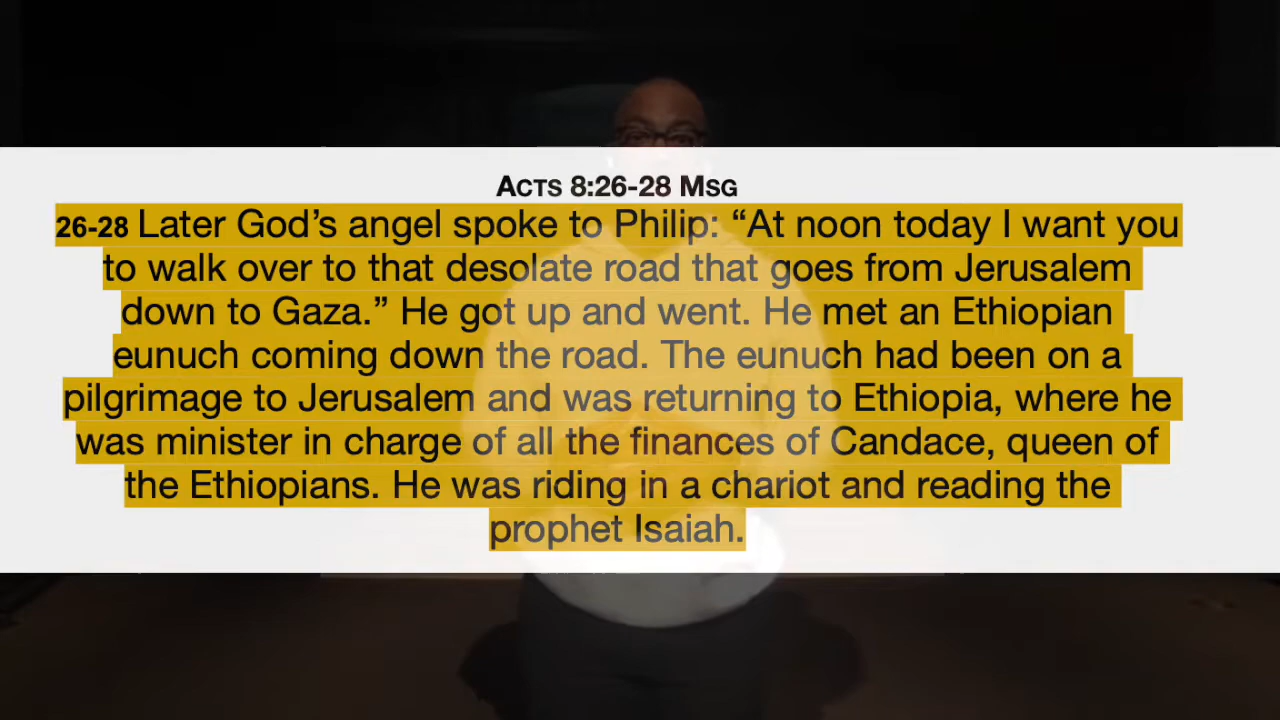 ACTS 8:26-28 MSG
26-28 Later God’s angel spoke to Philip: “At noon today I want you
to walk over to that desolate road that goes from Jerusalem
down to Gaza.” He got up and went. He met an Ethiopian
eunuch coming down the road. The eunuch had been on a
pilgrimage to Jerusalem and was returning to Ethiopia, where he
was minister in charge of all the finances of Candace, queen of
the Ethiopians. He was riding in a chariot and reading the
prophet Isaiah.